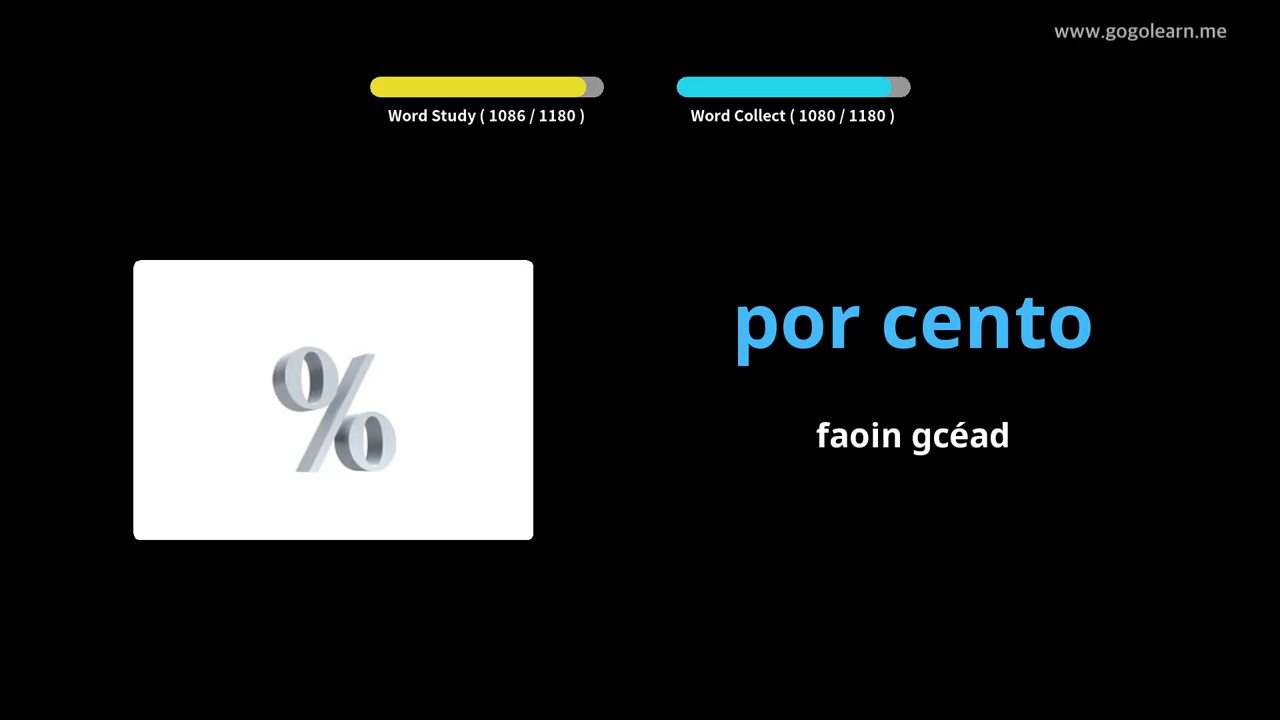 www.gogolearn.me
Word Study ( 1086 / 1180 )
Word Collect ( 1080 / 1180 )
%
por cento
faoin gcéad